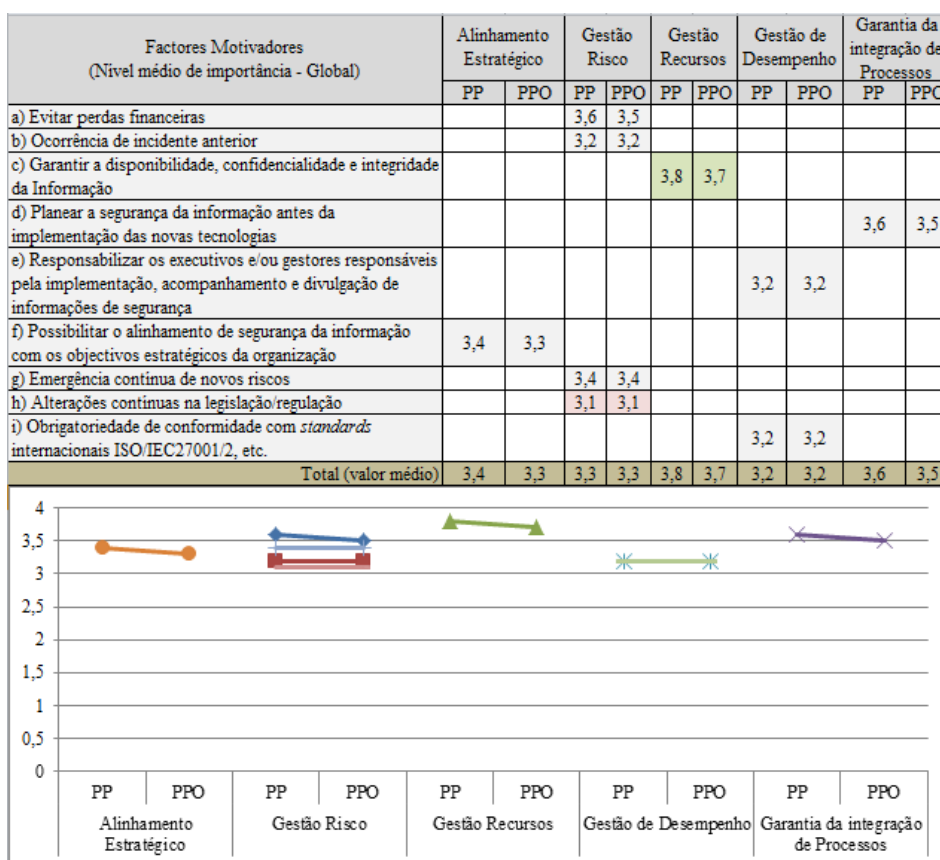 Factores Motivadores
(Nivel médio de importância - Global)
Alinhamento Estratégico
Gestão Risco
Gestão Recursos
Gestão de Desempenho
Garantia da integração de Processos
PP PPO PP PPO PP PPO PP PPO PP PPO
a) Evitar perdas financeiras 3,6 3,5
b) Ocorrência de incidente anterior 3,2 3,2
c) Garantir a disponibilidade, confidencialidade e integridade
da Informação 3,8 3,7
d) Planear a segurança da informação antes da
implementação das novas tecnologias 3,6 3,5
e) Responsabilizar os executivos e/ou gestores responsáveis
pela implementação, acompanhamento e divulgação de
informações de segurança 3,2 3,2
f) Possibilitar o alinhamento de segurança da informação
com os objectivos estratégicos da organização 3,4 3,3
g) Emergência contínua de novos riscos 3,4 3,4
h) Alterações contínuas na legislação/regulação 3,1 3,1
i) Obrigatoriedade de conformidade com standards
internacionais ISO/IEC27001/2, etc. 3,2 3,2
Total (valor médio) 3,4 3,3 3,3 3,3 3,8 3,7 3,2 3,2 3,6 3,5
4
3,5
3
2,5
2
1,5
1
0,5
0
PP PPO PP PPO PP PPO PP PPO PP PPO
Alinhamento Estratégico
Gestão Risco
Gestão Recursos
Gestão de Desempenho
Garantia da integração de Processos